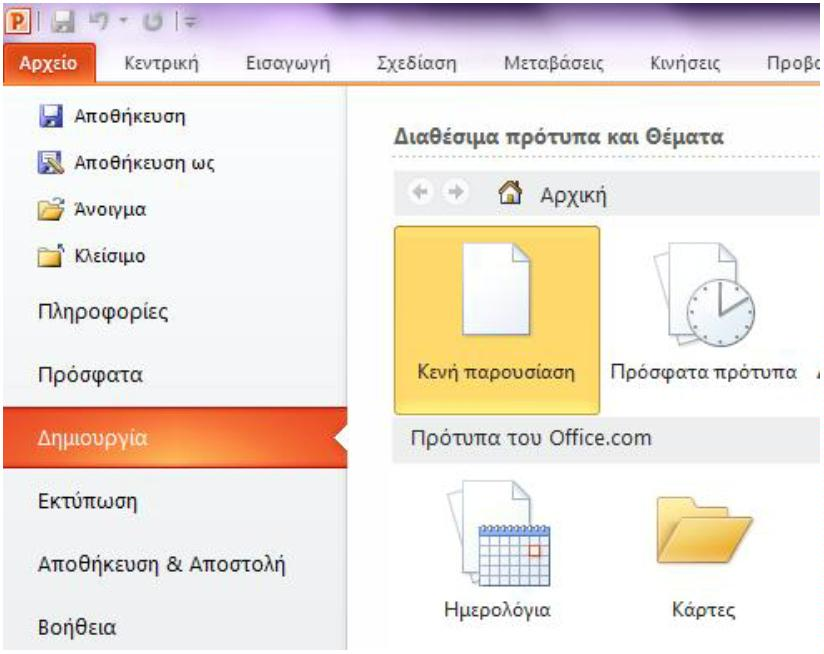 Αρχείο Κεντρική Εισαγωγή Σχεδίαση Μεταβάσεις Κινήσεις
Αποθήκευση
Αποθήκευση ως
Άνοιγμα
Κλείσιμο
Πληροφορίες
Πρόσφατα
Δημιουργία
Εκτύπωση
Αποθήκευση & Αποστολή
Βοήθεια
Διαθέσιμα πρότυπα και Θέματα
Αρχική
Κενή παρουσίαση Πρόσφατα πρότυπα
Πρότυπα του Office.com
Ημερολόγια Κάρτες